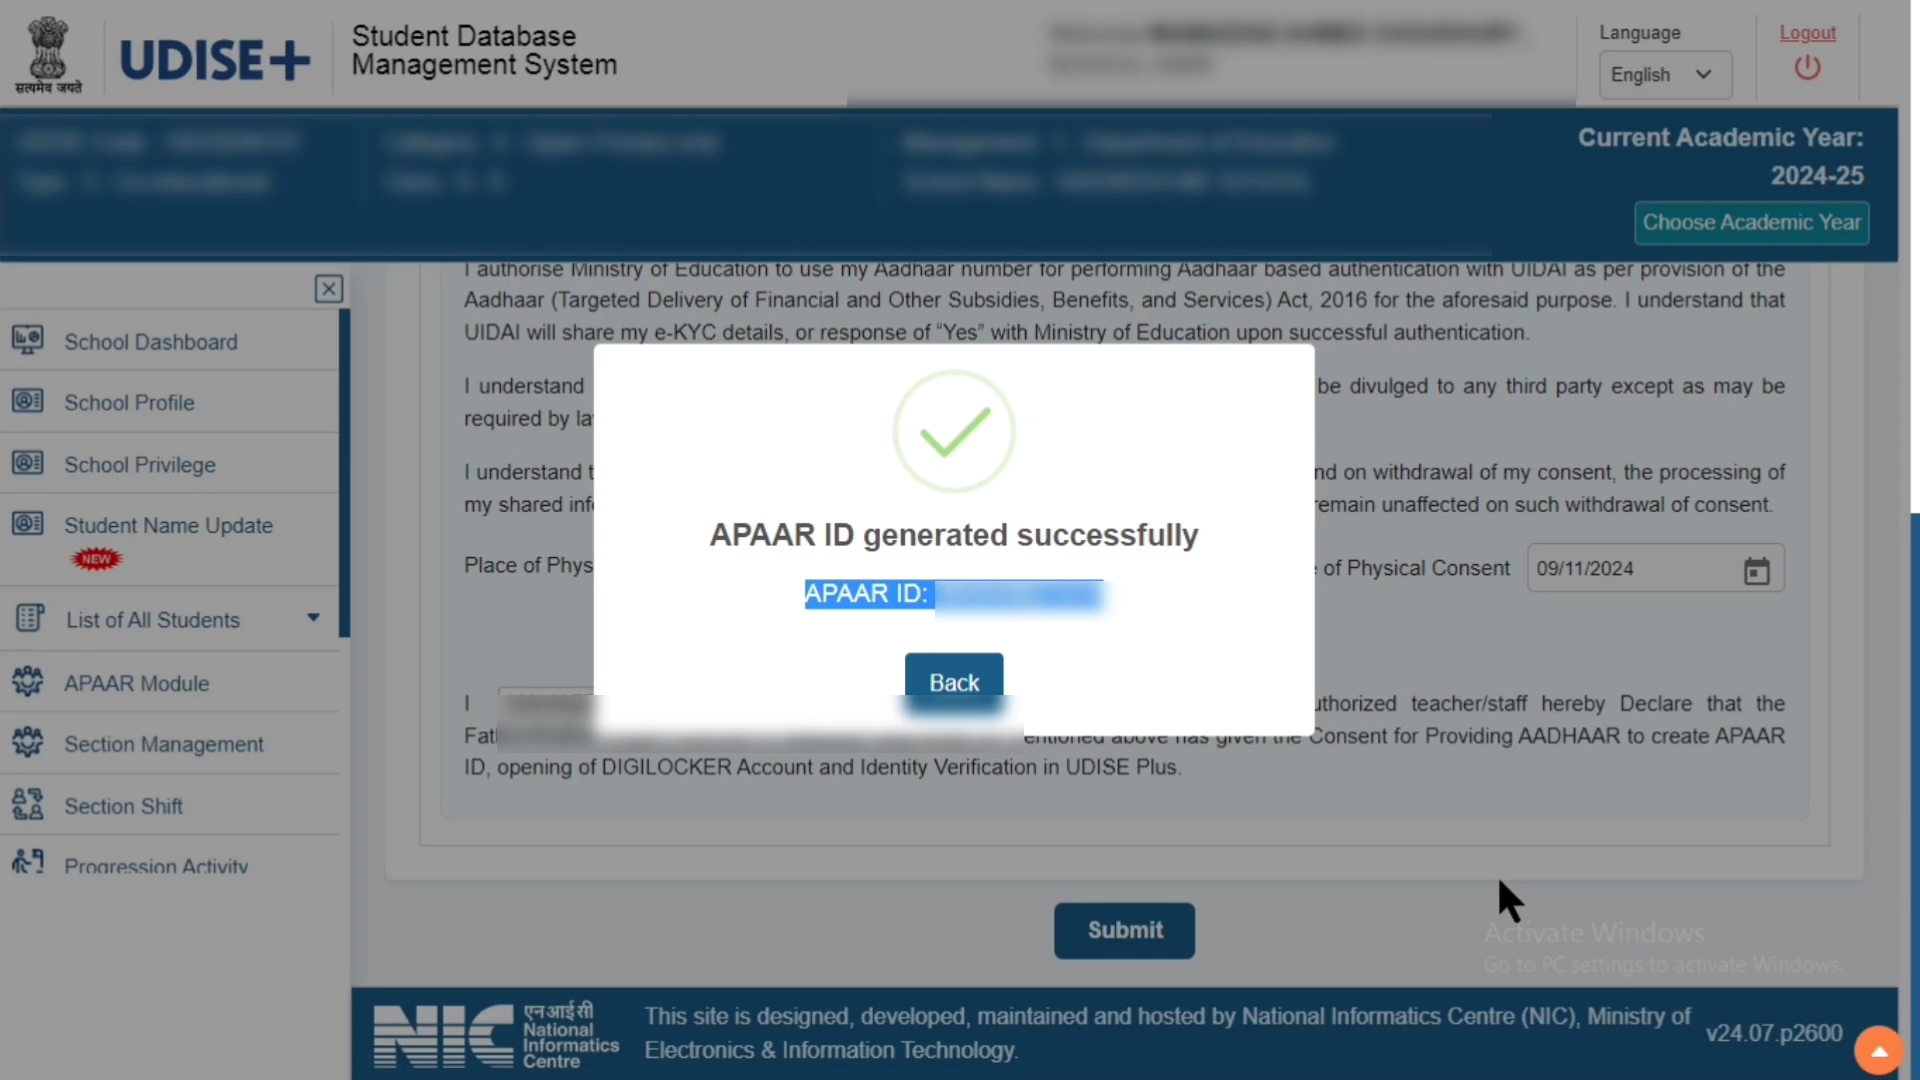 सत्यमेव जयते
UDISE+
Student Database
Management System
Language
English
Logout
Current Academic Year:
2024-25
Choose Academic Year
School Dashboard
School Profile
School Privilege
Student Name Update
NEW
List of All Students
APAAR Module
Section Management
Section Shift
Progression Activity
I authorise Ministry of Education to use my Aadhaar number for performing Aadhaar based authentication with UIDAI as per provision of the
Aadhaar (Targeted Delivery of Financial and Other Subsidies, Benefits, and Services) Act, 2016 for the aforesaid purpose. I understand that
UIDAI will share my e-KYC details, or response of “Yes” with Ministry of Education upon successful authentication.
I understand be divulged to any third party except as may be
required by
I understand on withdrawal of my consent, the processing of
my shared remain unaffected on such withdrawal of consent.
Place of of Physical Consent 09/11/2024
APAAR ID generated successfully
APAAR ID:
Back
I teacher/staff hereby Declare that the
mentioned above has given the Consent for Providing AADHAAR to create APAAR
ID, opening of DIGILOCKER Account and Identity Verification in UDISE Plus.
Submit
Activate Windows
Go to PC settings to activate Windows.
NIC
एन आई सी
National
Informatics
Centre
This site is designed, developed, maintained and hosted by National Informatics Centre (NIC), Ministry of
Electronics & Information Technology.
v24.07.p2600